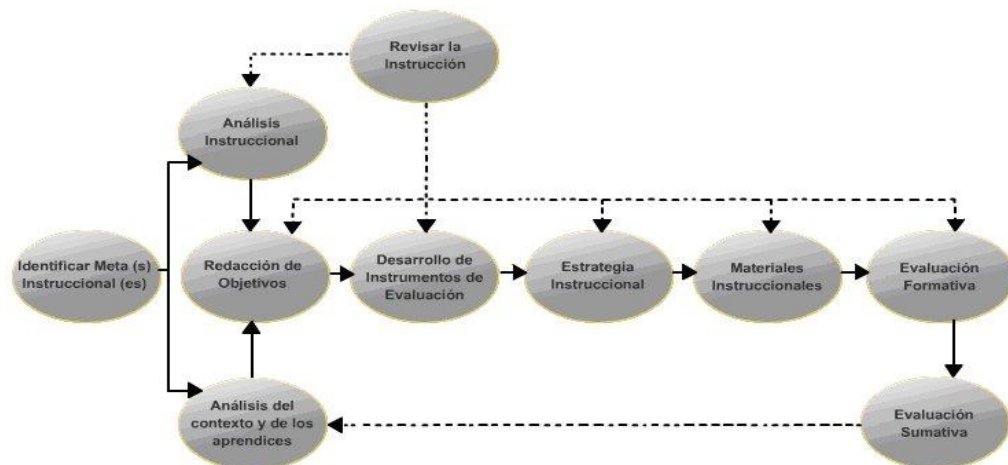 Revisar la
Instrucción
Análisis
Instruccional
Identificar Meta (s)
Instruccional (es)
Redacción de
Objetivos
Desarrollo de
Instrumentos de
Evaluación
Estrategia
Instruccional
Materiales
Instruccionales
Evaluación
Formativa
Análisis del
contexto y de los
aprendices
Evaluación
Sumativa